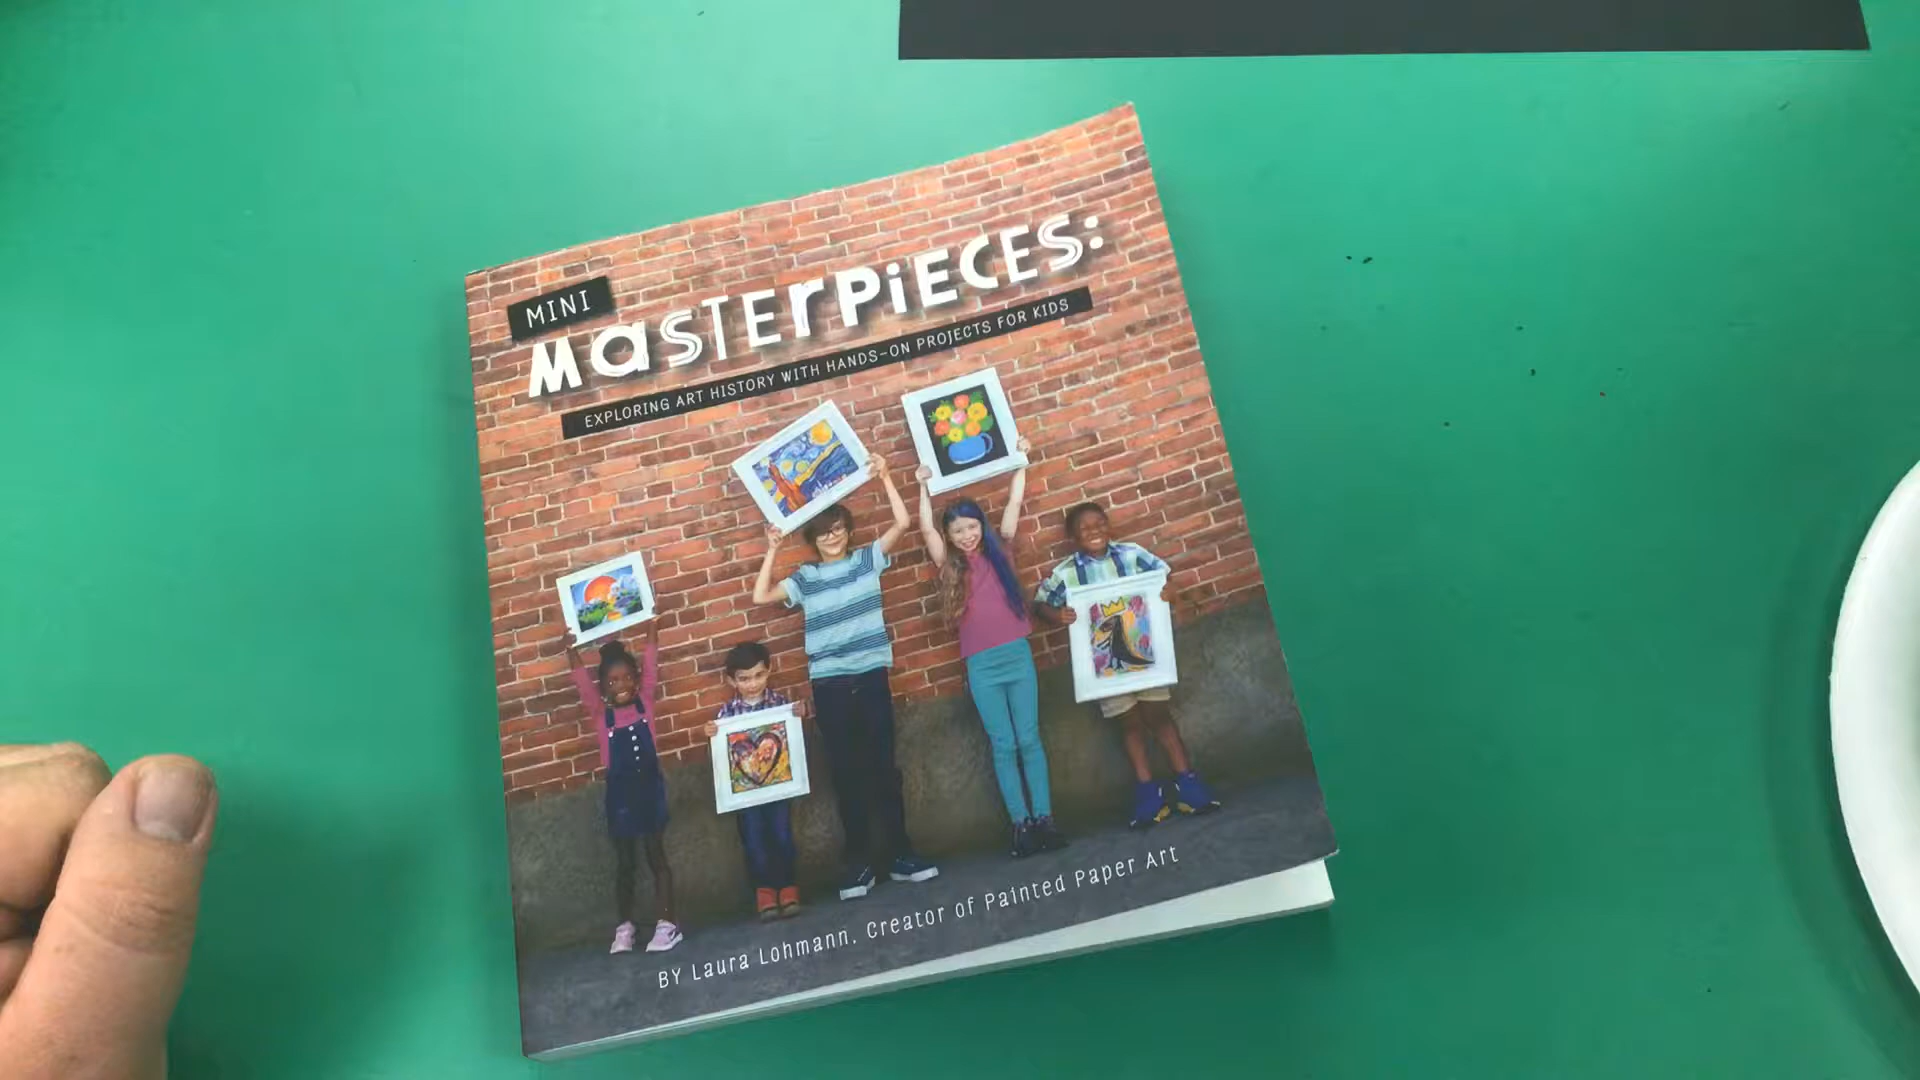 MINI
MasTErPiECES:
EXPLORING ART HISTORY WITH HANDS-ON PROJECTS FOR KIDS
BY Laura Lohmann, Creator of Painted Paper Art